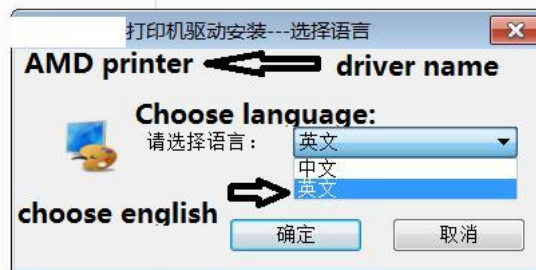 打印机驱动安装---选择语言
AMD printer driver name
Choose language:
请选择语言： 英文
中文
英文
choose english
确定 取消